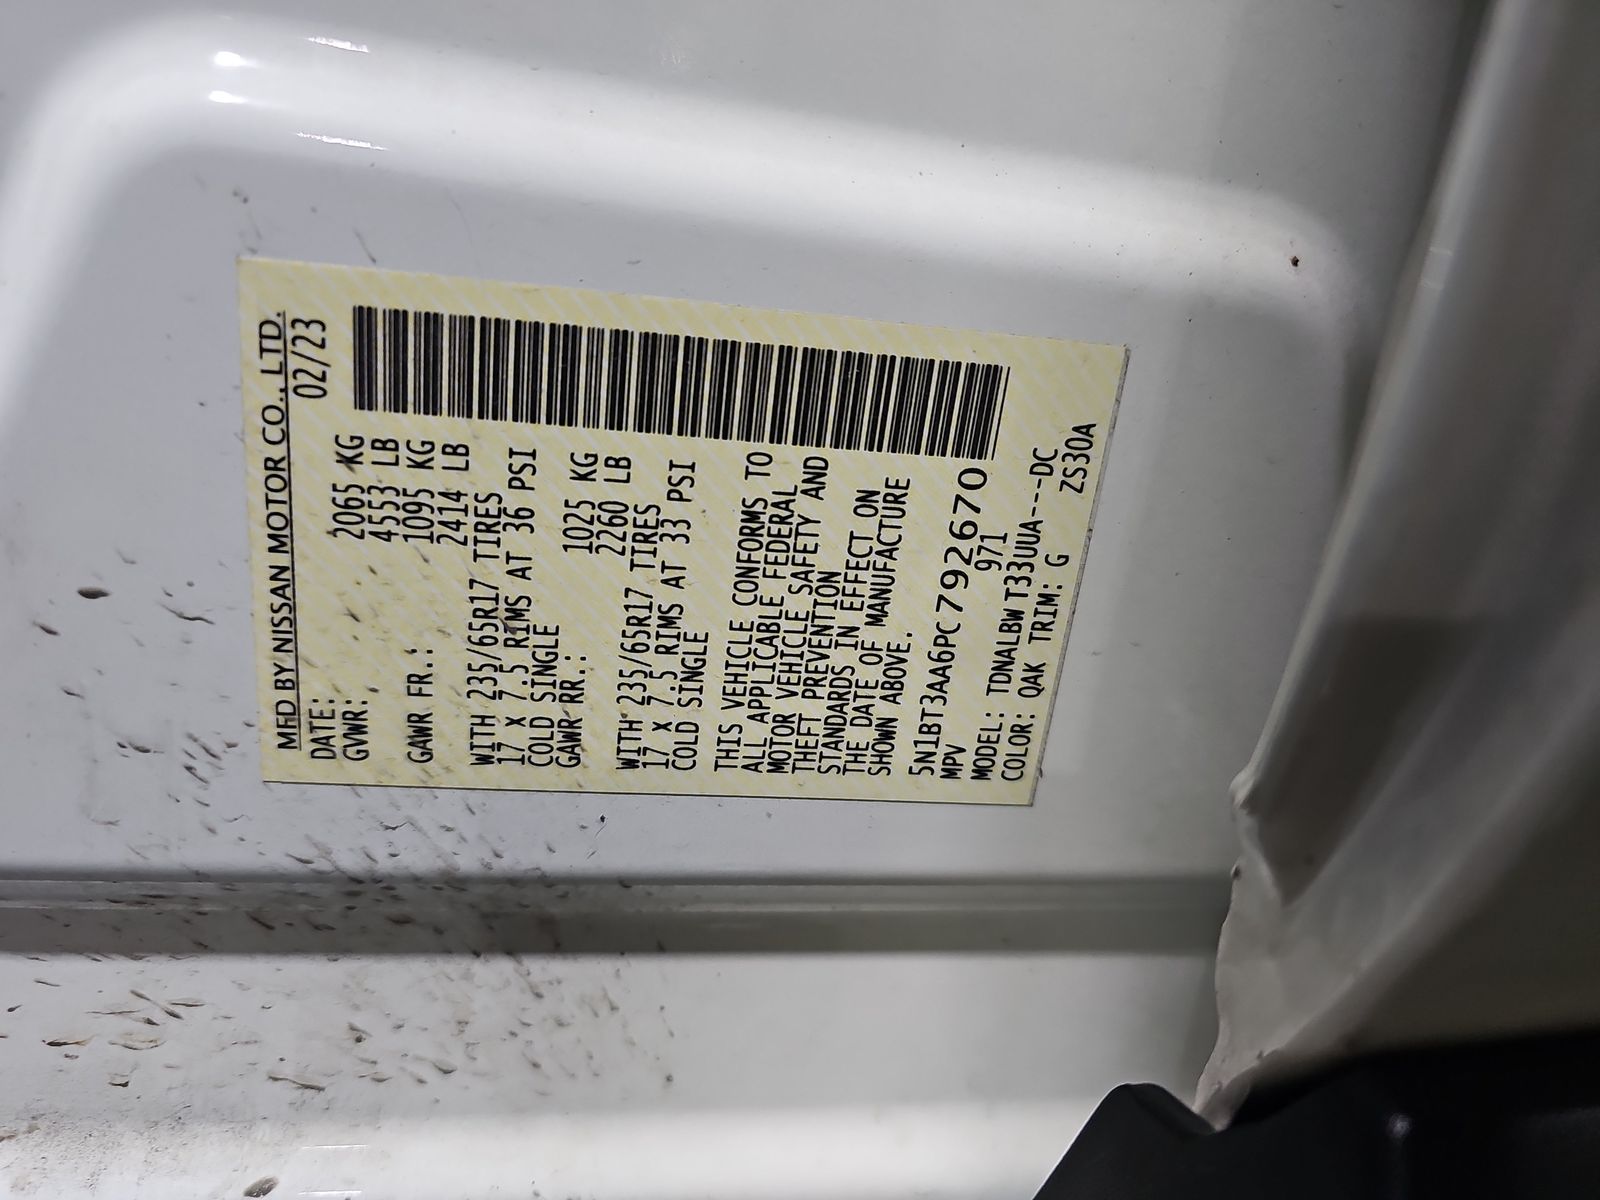 MFD BY NISSAN MOTOR CO., LTD.
DATE: 02/23
GVWR: 2065 KG
4553 LB
GAWR FR.: 1095 KG
2414 LB
WITH 235/65R17 TIRES
17 X 7.5 RIMS AT 36 PSI
COLD SINGLE
GAWR RR.: 1025 KG
2260 LB
WITH 235/65R17 TIRES
17 X 7.5 RIMS AT 33 PSI
COLD SINGLE
THIS VEHICLE CONFORMS TO
ALL APPLICABLE FEDERAL
MOTOR VEHICLE SAFETY AND
THEFT PREVENTION
STANDARDS IN EFFECT ON
THE DATE OF MANUFACTURE
SHOWN ABOVE.
5N1BT3AA6PC792670
MPV 971
MODEL: TDNALBW T33UUA---DC
COLOR: QAK TRIM: G ZS30A